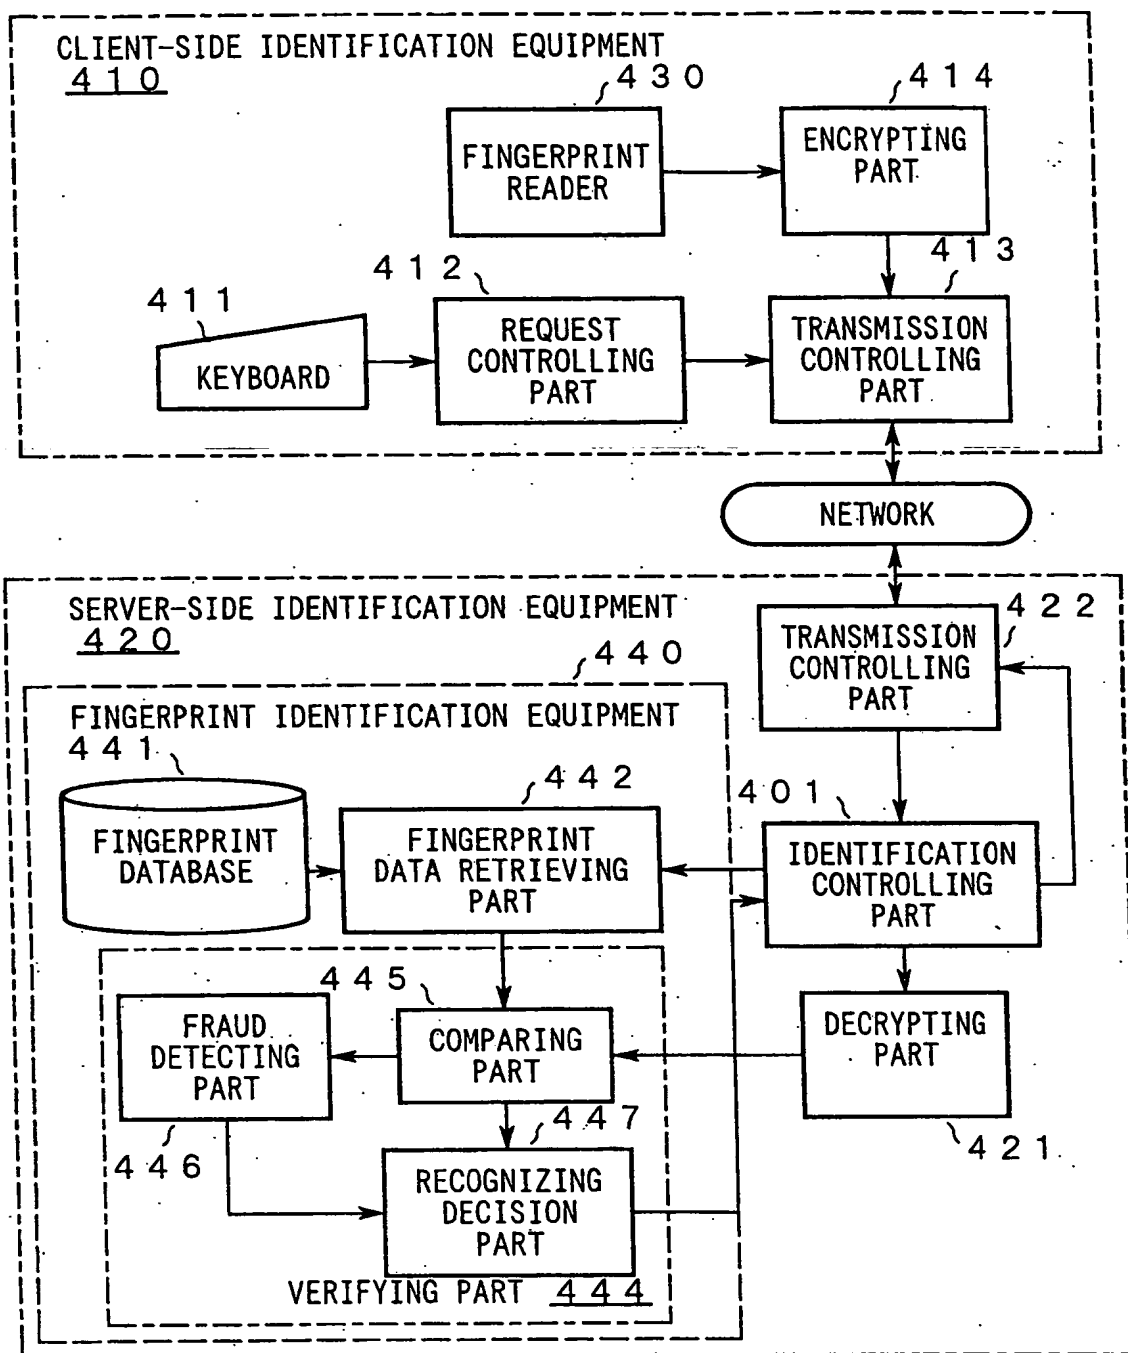 CLIENT-SIDE IDENTIFICATION EQUIPMENT
410
430
414
FINGERPRINT
READER
ENCRYPTING
PART
411
412
413
KEYBOARD
REQUEST
CONTROLLING
PART
TRANSMISSION
CONTROLLING
PART
NETWORK
SERVER-SIDE IDENTIFICATION EQUIPMENT
420
440
422
TRANSMISSION
CONTROLLING
PART
FINGERPRINT IDENTIFICATION EQUIPMENT
441
442
401
FINGERPRINT
DATABASE
FINGERPRINT
DATA RETRIEVING
PART
IDENTIFICATION
CONTROLLING
PART
445
FRAUD
DETECTING
PART
COMPARING
PART
DECRYPTING
PART
446
447
421
RECOGNIZING
DECISION
PART
VERIFYING PART 444